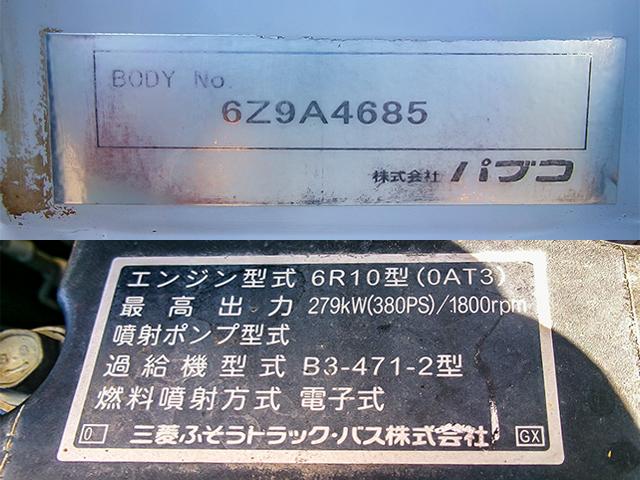 BODY No.
6Z9A4685
株式会社 パブコ
エンジン型式 6R10型(0AT3)
最高出力 279kW(380PS)/1800rpm
噴射ポンプ型式
過給機型式 B3-471-2型
燃料噴射方式 電子式
0 三菱ふそうトラック・バス株式会社 GX